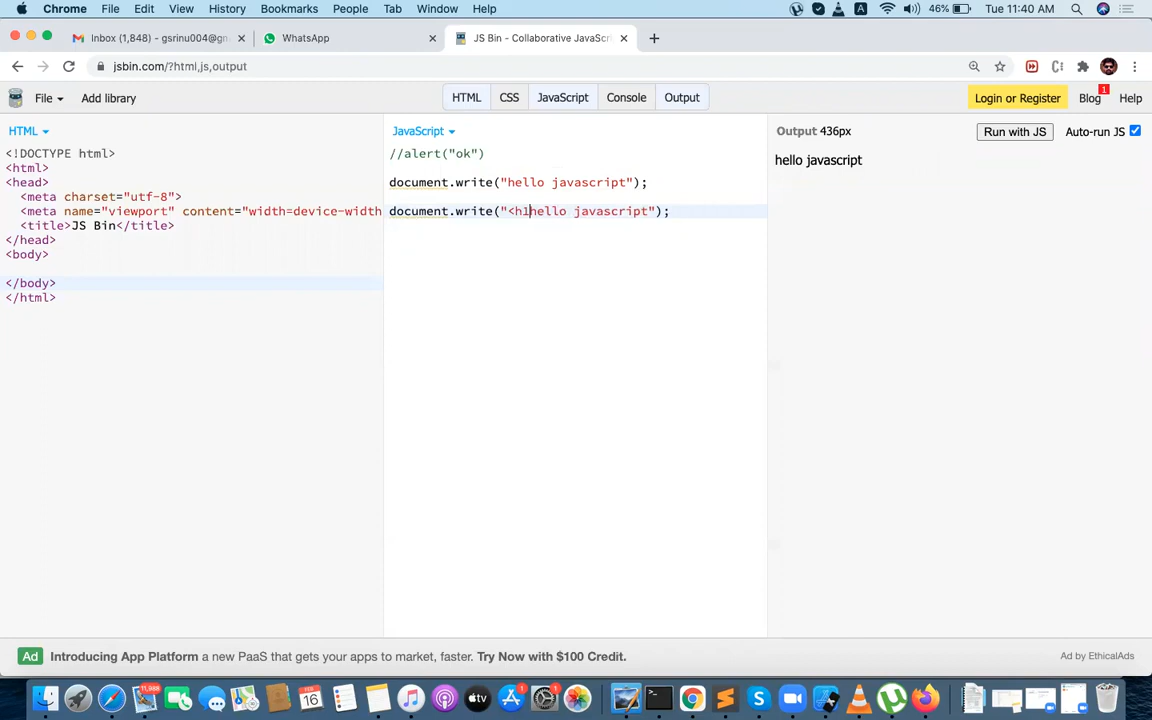 Chrome File Edit View History Bookmarks People Tab Window Help
46% Tue 11:40 AM
Inbox (1,848) - gsrinu004@gm
WhatsApp
JS Bin - Collaborative JavaScri
jsbin.com/?html,js,output
File Add library HTML CSS JavaScript Console Output Login or Register Blog 1 Help
HTML
<!DOCTYPE html>
<html>
<head>
<meta charset="utf-8">
<meta name="viewport" content="width=device-width
<title>JS Bin</title>
</head>
<body>
</body>
</html>
JavaScript
//alert("ok")
document.write("hello javascript");
document.write("<h1hello javascript");
Output 436px Run with JS Auto-run JS
hello javascript
Ad Introducing App Platform a new PaaS that gets your apps to market, faster. Try Now with $100 Credit. Ad by EthicalAds